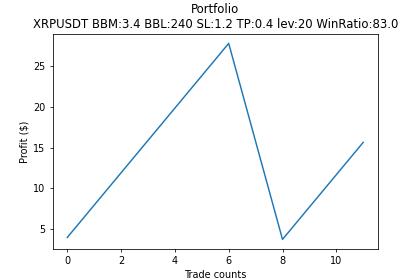 Portfolio
XRPUSDT BBM:3.4 BBL:240 SL:1.2 TP:0.4 lev:20 WinRatio:83.0
Profit ($)
25
20
15
10
5
0 2 4 6 8 10
Trade counts